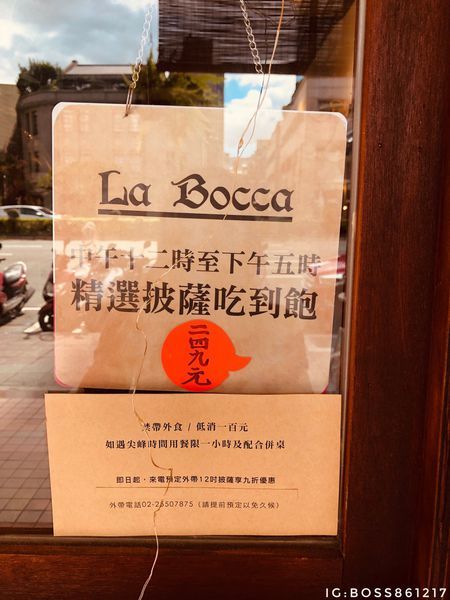 La Bocca
中午十二時至下午五時
精選披薩吃到飽
二四九元
禁帶外食 / 低消一百元
如遇尖峰時間用餐限一小時及配合併桌
即日起，來電預定外帶12吋披薩享九折優惠
外帶電話02-25507875（請提前預定以免久候）
IG:BOSS861217